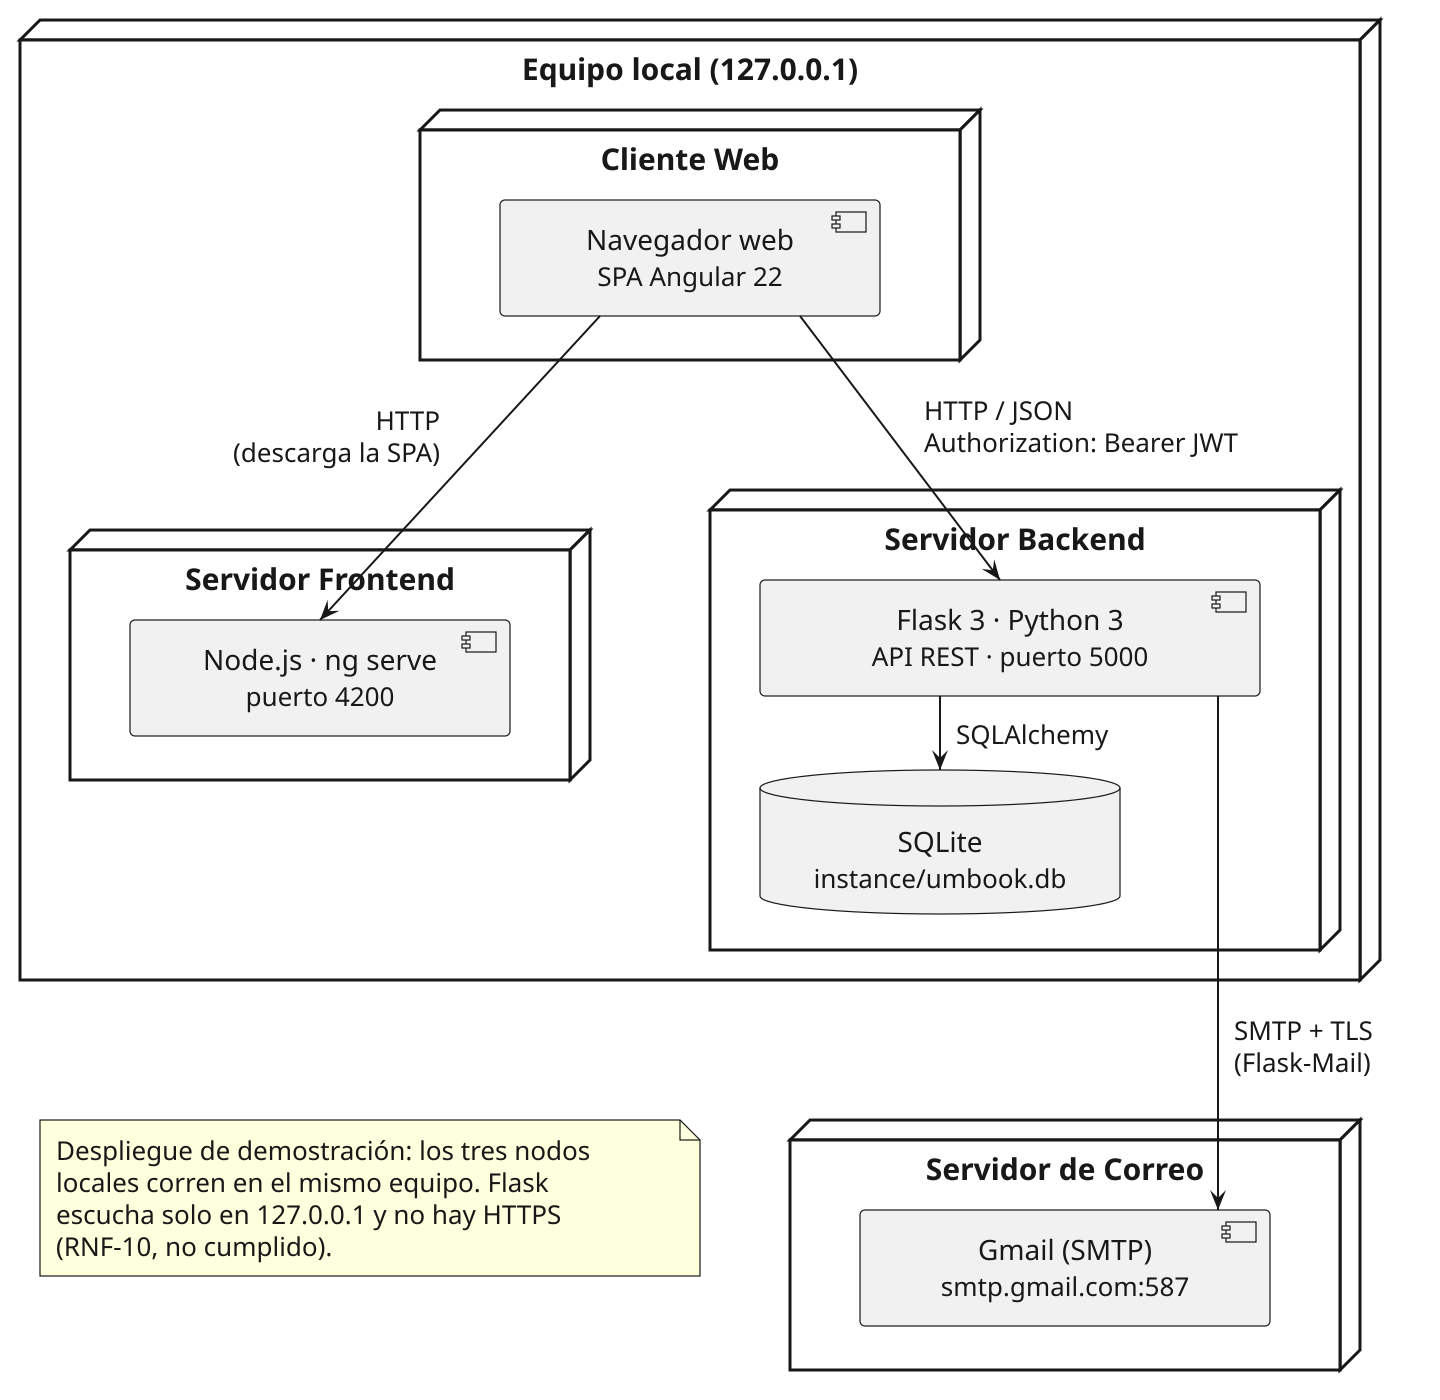 Equipo local (127.0.0.1)
Cliente Web
Navegador web
SPA Angular 22
HTTP
(descarga la SPA)
HTTP / JSON
Authorization: Bearer JWT
Servidor Frontend
Node.js · ng serve
puerto 4200
Servidor Backend
Flask 3 · Python 3
API REST · puerto 5000
SQLAlchemy
SQLite
instance/umbook.db
SMTP + TLS
(Flask-Mail)
Despliegue de demostración: los tres nodos
locales corren en el mismo equipo. Flask
escucha solo en 127.0.0.1 y no hay HTTPS
(RNF-10, no cumplido).
Servidor de Correo
Gmail (SMTP)
smtp.gmail.com:587